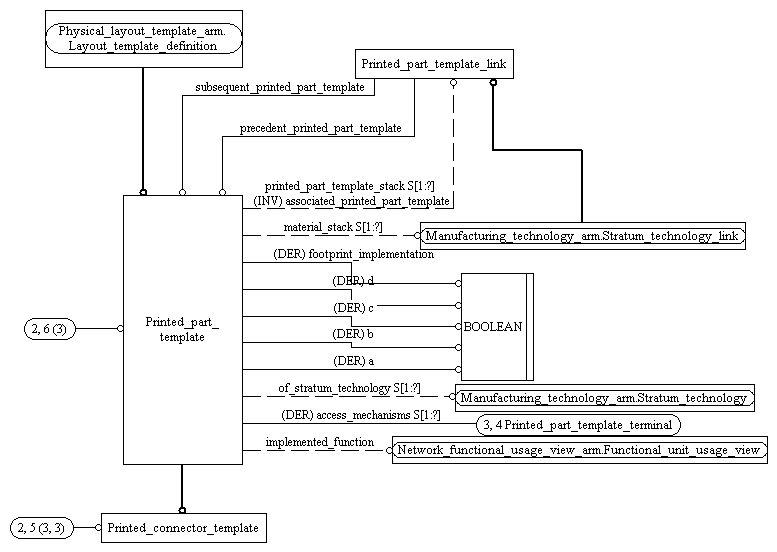 Physical_layout_template_arm.
Layout_template_definition
Printed_part_template_link
subsequent_printed_part_template
precedent_printed_part_template
printed_part_template_stack S[1:?]
(INV) associated_printed_part_template
material_stack S[1:?]
Manufacturing_technology_arm.Stratum_technology_link
(DER) footprint_implementation
(DER) d
(DER) c
2, 6 (3)
Printed_part_
template
BOOLEAN
(DER) b
(DER) a
of_stratum_technology S[1:?]
Manufacturing_technology_arm.Stratum_technology
(DER) access_mechanisms S[1:?]
3, 4 Printed_part_template_terminal
implemented_function
Network_functional_usage_view_arm.Functional_unit_usage_view
2, 5 (3, 3)
Printed_connector_template